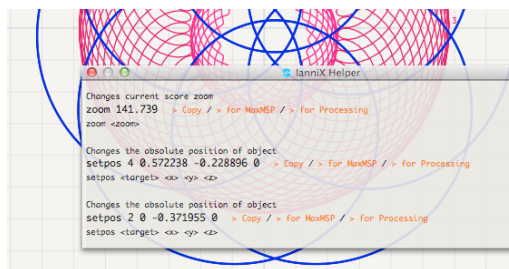 3
IanniX Helper
Changes current score zoom
zoom 141.739 > Copy / > for MaxMSP / > for Processing
zoom <zoom>
Changes the absolute position of object
setpos 4 0.572238 -0.228896 0 > Copy / > for MaxMSP / > for Processing
setpos <target> <x> <y> <z>
Changes the absolute position of object
setpos 2 0 -0.371955 0 > Copy / > for MaxMSP / > for Processing
setpos <target> <x> <y> <z>